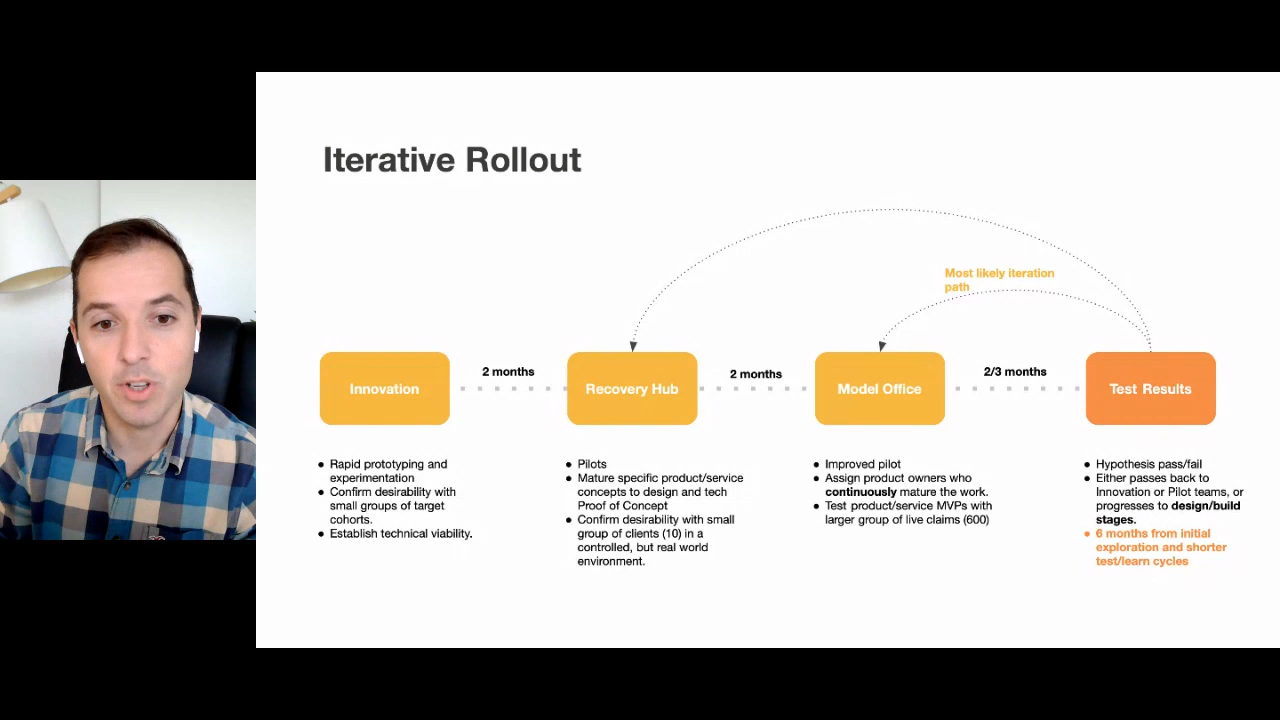 Iterative Rollout
Most likely iteration
path
2 months
2 months
2/3 months
Innovation
Recovery Hub
Model Office
Test Results
● Rapid prototyping and
experimentation
● Confirm desirability with
small groups of target
cohorts.
● Establish technical viability.
● Pilots
● Mature specific product/service
concepts to design and tech
Proof of Concept
● Confirm desirability with small
group of clients (10) in a
controlled, but real world
environment.
● Improved pilot
● Assign product owners who
continuously mature the work.
● Test product/service MVPs with
larger group of live claims (600)
● Hypothesis pass/fail
● Either passes back to
Innovation or Pilot teams, or
progresses to design/build
stages.
● 6 months from initial
exploration and shorter
test/learn cycles